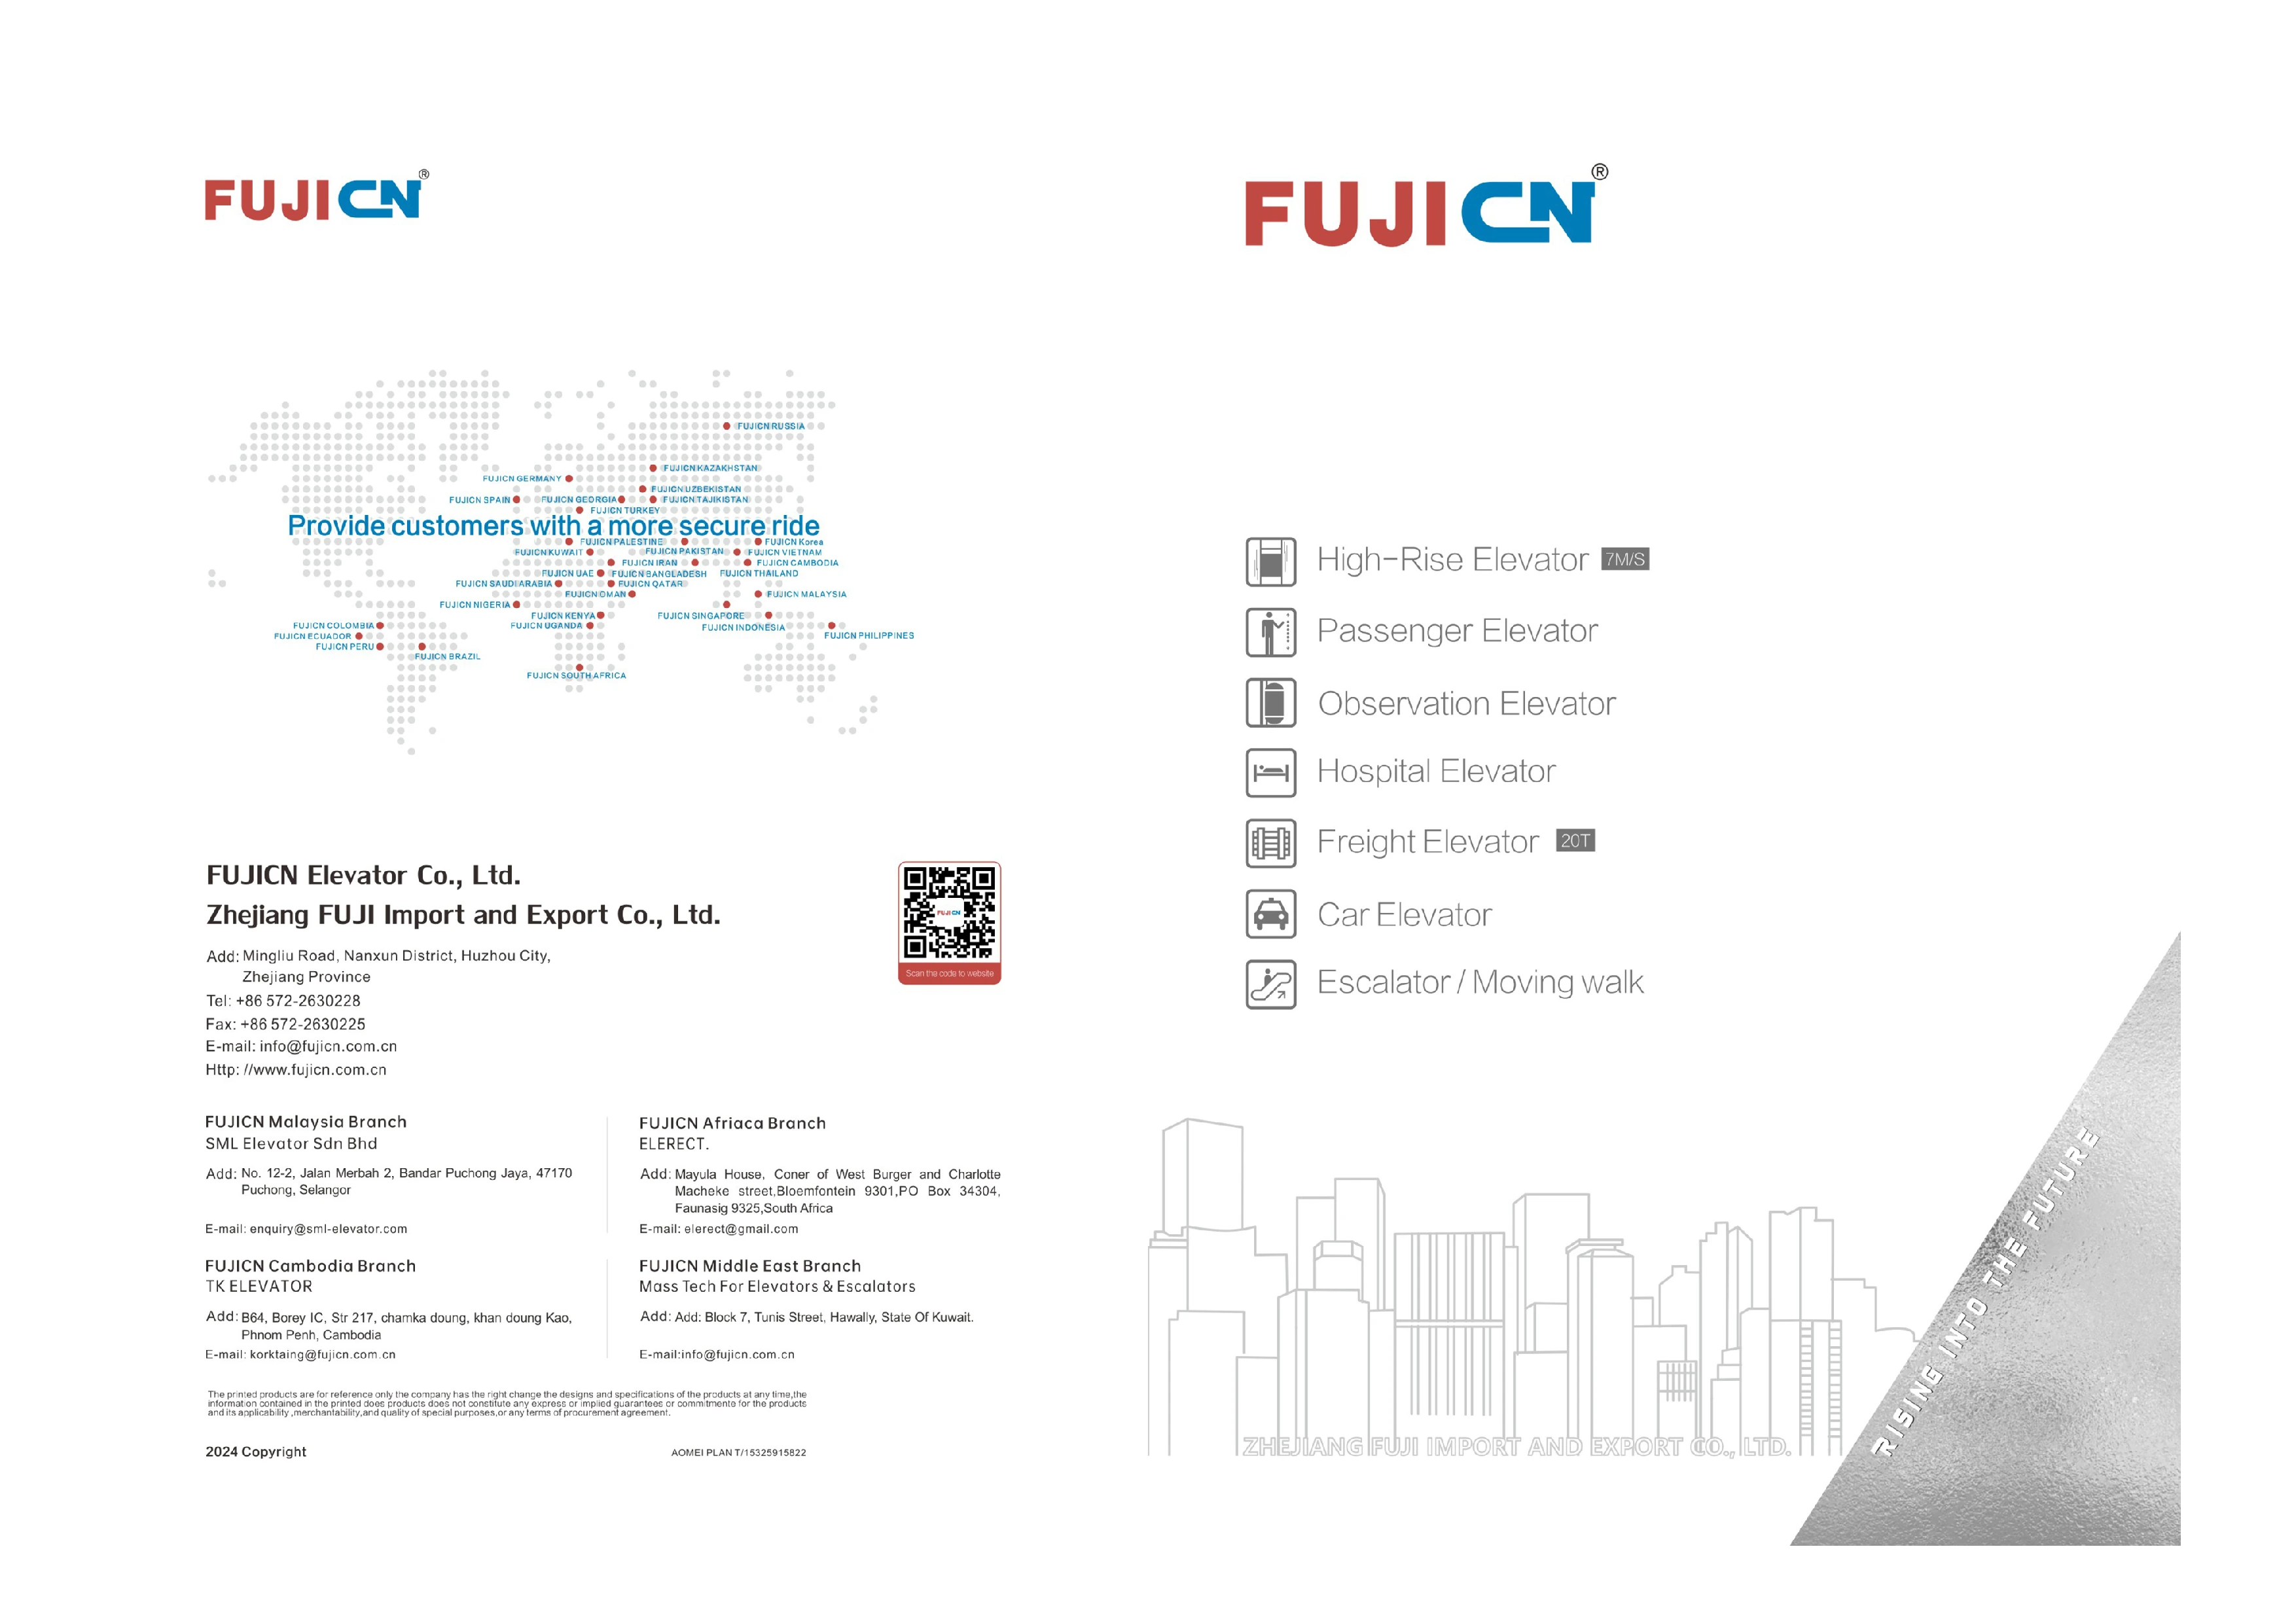 FUJICN®
FUJICN RUSSIA
FUJICN KAZAKHSTAN
FUJICN GERMANY
FUJICN UZBEKISTAN
FUJICN SPAIN
FUJICN GEORGIA
FUJICN TAJIKISTAN
FUJICN TURKEY
Provide customers with a more secure ride
FUJICN PALESTINE
FUJICN Korea
FUJICN KUWAIT
FUJICN PAKISTAN
FUJICN VIETNAM
FUJICN IRAN
FUJICN CAMBODIA
FUJICN UAE
FUJICN BANGLADESH
FUJICN THAILAND
FUJICN SAUDI ARABIA
FUJICN QATAR
FUJICN OMAN
FUJICN MALAYSIA
FUJICN NIGERIA
FUJICN KENYA
FUJICN SINGAPORE
FUJICN COLOMBIA
FUJICN UGANDA
FUJICN INDONESIA
FUJICN ECUADOR
FUJICN PHILIPPINES
FUJICN PERU
FUJICN BRAZIL
FUJICN SOUTH AFRICA
FUJICN Elevator Co., Ltd.
Zhejiang FUJI Import and Export Co., Ltd.
Add: Mingliu Road, Nanxun District, Huzhou City,
Zhejiang Province
Tel: +86 572-2630228
Fax: +86 572-2630225
E-mail: info@fujicn.com.cn
Http: //www.fujicn.com.cn
FUJICN
Scan the code to website
FUJICN Malaysia Branch
SML Elevator Sdn Bhd
Add: No. 12-2, Jalan Merbah 2, Bandar Puchong Jaya, 47170
Puchong, Selangor
E-mail: enquiry@sml-elevator.com
FUJICN Afriaca Branch
ELERECT.
Add: Mayula House, Coner of West Burger and Charlotte
Macheke street,Bloemfontein 9301,PO Box 34304,
Faunasig 9325,South Africa
E-mail: elerect@gmail.com
FUJICN Cambodia Branch
TK ELEVATOR
Add: B64, Borey IC, Str 217, chamka doung, khan doung Kao,
Phnom Penh, Cambodia
E-mail: korktaing@fujicn.com.cn
FUJICN Middle East Branch
Mass Tech For Elevators & Escalators
Add: Add: Block 7, Tunis Street, Hawally, State Of Kuwait.
E-mail:info@fujicn.com.cn
The printed products are for reference only the company has the right change the designs and specifications of the products at any time,the
information contained in the printed does products does not constitute any express or implied guarantees or commitmente for the products
and its applicability ,merchantability,and quality of special purposes,or any terms of procurement agreement.
2024 Copyright
AOMEI PLAN T/15325915822
FUJICN®
High-Rise Elevator 7M/S
Passenger Elevator
Observation Elevator
Hospital Elevator
Freight Elevator 20T
Car Elevator
Escalator / Moving walk
RISING INTO THE FUTURE
ZHEJIANG FUJI IMPORT AND EXPORT CO., LTD.